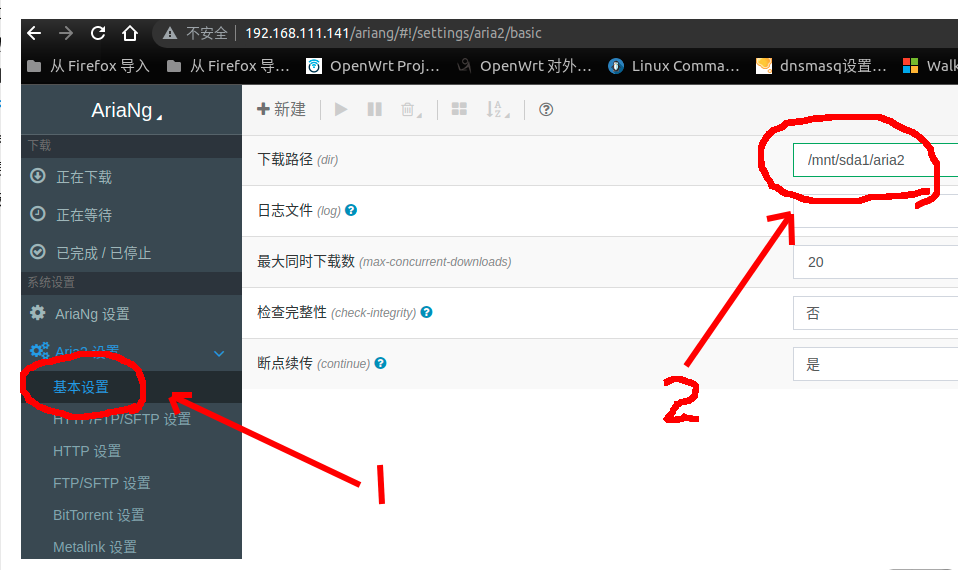 不安全 192.168.111.141/ariang/#!/settings/aria2/basic
从 Firefox 导入 从 Firefox 导... OpenWrt Proj... OpenWrt 对外... Linux Comma... dnsmasq设置... Walk
AriaNg
新建
下载
正在下载
正在等待
已完成 / 已停止
系统设置
AriaNg 设置
Aria2 设置
基本设置
HTTP/FTP/SFTP 设置
HTTP 设置
FTP/SFTP 设置
BitTorrent 设置
Metalink 设置
下载路径 (dir) /mnt/sda1/aria2
日志文件 (log)
最大同时下载数 (max-concurrent-downloads) 20
检查完整性 (check-integrity) 否
断点续传 (continue) 是
1
2